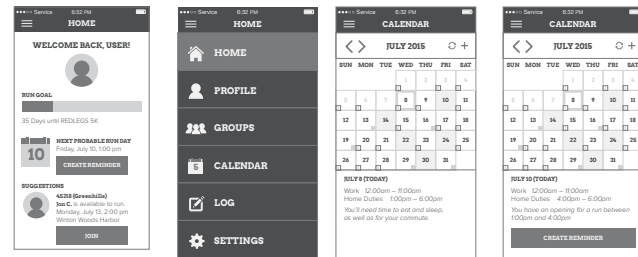 Service 6:32 PM
HOME
WELCOME BACK, USER!
RUN GOAL
35 Days until REDLEGS 5K
10
NEXT PROBABLE RUN DAY
Friday, July 10, 1:00 pm
CREATE REMINDER
SUGGESTIONS
45218 (Greenhills)
Jon C. is available to run.
Monday, July 13, 2:00 pm
Winton Woods Harbor
JOIN
Service 6:32 PM
HOME
HOME
PROFILE
GROUPS
5
CALENDAR
LOG
SETTINGS
Service 6:32 PM
CALENDAR
JULY 2015
SUN MON TUE WED THU FRI SAT
1 2 3 4
5 6 7 8 9 10 11
12 13 14 15 16 17 18
19 20 21 22 23 24 25
26 27 28 29 30 31
JULY 8 (TODAY)
Work 12:00am – 11:00am
Home Duties 1:00pm – 6:00pm
You'll need time to eat and sleep,
as well as for your commute.
Service 6:32 PM
CALENDAR
JULY 2015
SUN MON TUE WED THU FRI SAT
1 2 3 4
5 6 7 8 9 10 11
12 13 14 15 16 17 18
19 20 21 22 23 24 25
26 27 28 29 30 31
JULY 10 (TODAY)
Work 12:00am – 11:00am
Home Duties 4:00pm – 6:00pm
You have an opening for a run between
1:00pm and 4:00pm
CREATE REMINDER